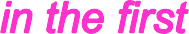 in the first